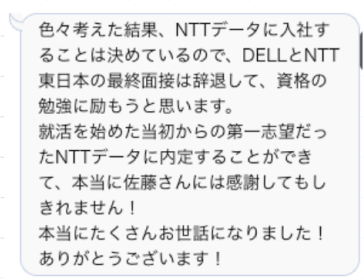 色々考えた結果、NTTデータに入社す
ることは決めているので、DELLとNTT
東日本の最終面接は辞退して、資格の
勉強に励もうと思います。
就活を始めた当初からの第一志望だっ
たNTTデータに内定することができ
て、本当に佐藤さんには感謝してもし
きれません！
本当にたくさんお世話になりました！
ありがとうございます！